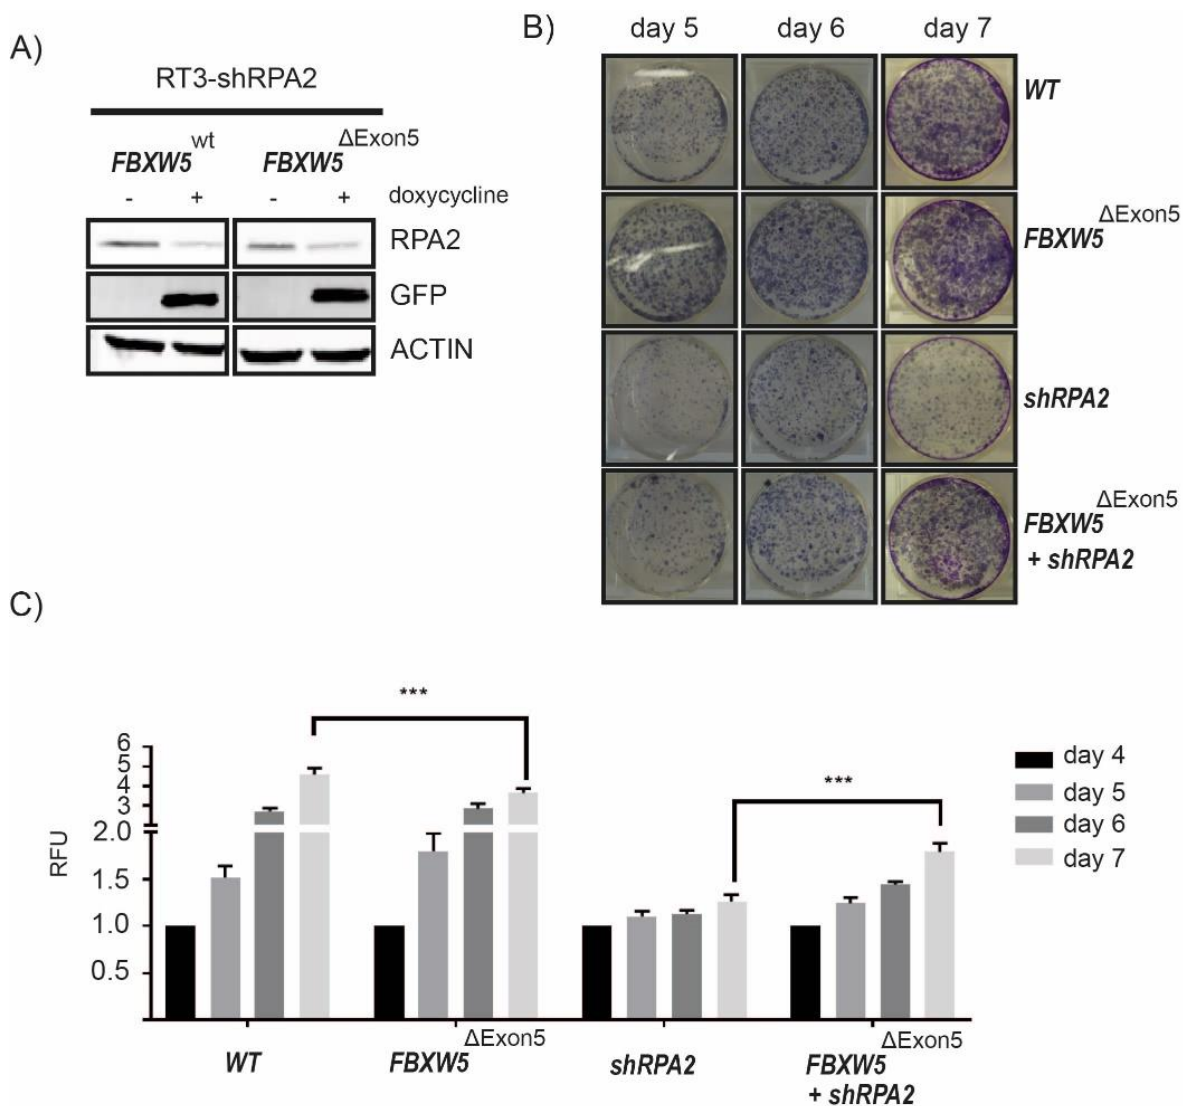 A)
RT3-shRPA2
FBXW5 wt FBXW5 ΔExon5
- + - + doxycycline
RPA2
GFP
ACTIN
B)
day 5 day 6 day 7
WT
FBXW5 ΔExon5
shRPA2
FBXW5 ΔExon5
+ shRPA2
C)
*** ***
6
5
4
3
2.0
1.5
1.0
0.5
RFU
day 4
day 5
day 6
day 7
WT FBXW5 ΔExon5 shRPA2 FBXW5 ΔExon5
+ shRPA2